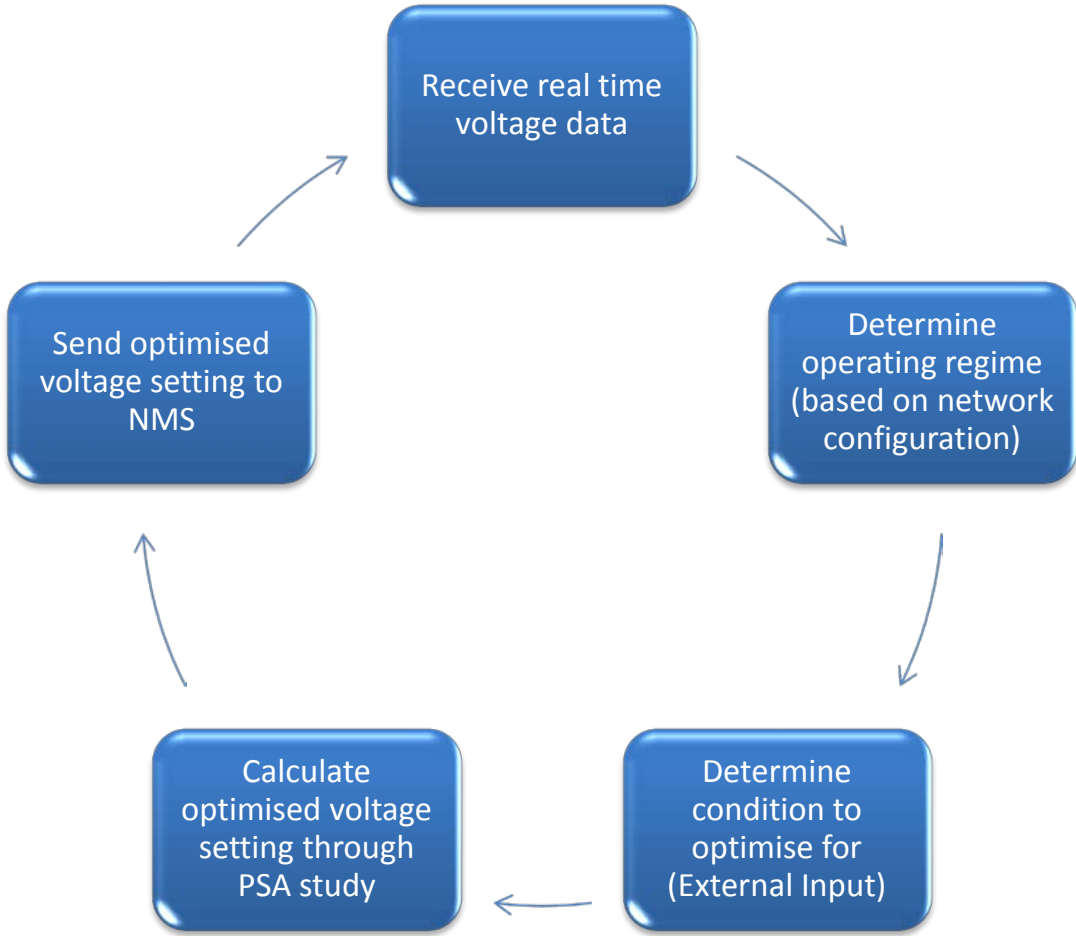 Receive real time
voltage data
Determine
operating regime
(based on network
configuration)
Determine
condition to
optimise for
(External Input)
Calculate
optimised voltage
setting through
PSA study
Send optimised
voltage setting to
NMS